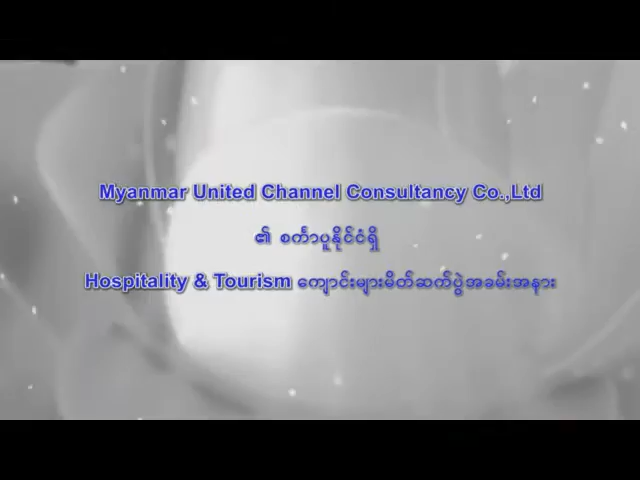 Myanmar United Channel Consultancy Co.,Ltd
၏ စင်္ကာပူနိုင်ငံရှိ
Hospitality & Tourism ကျောင်းများမိတ်ဆက်ပွဲအခမ်းအနား